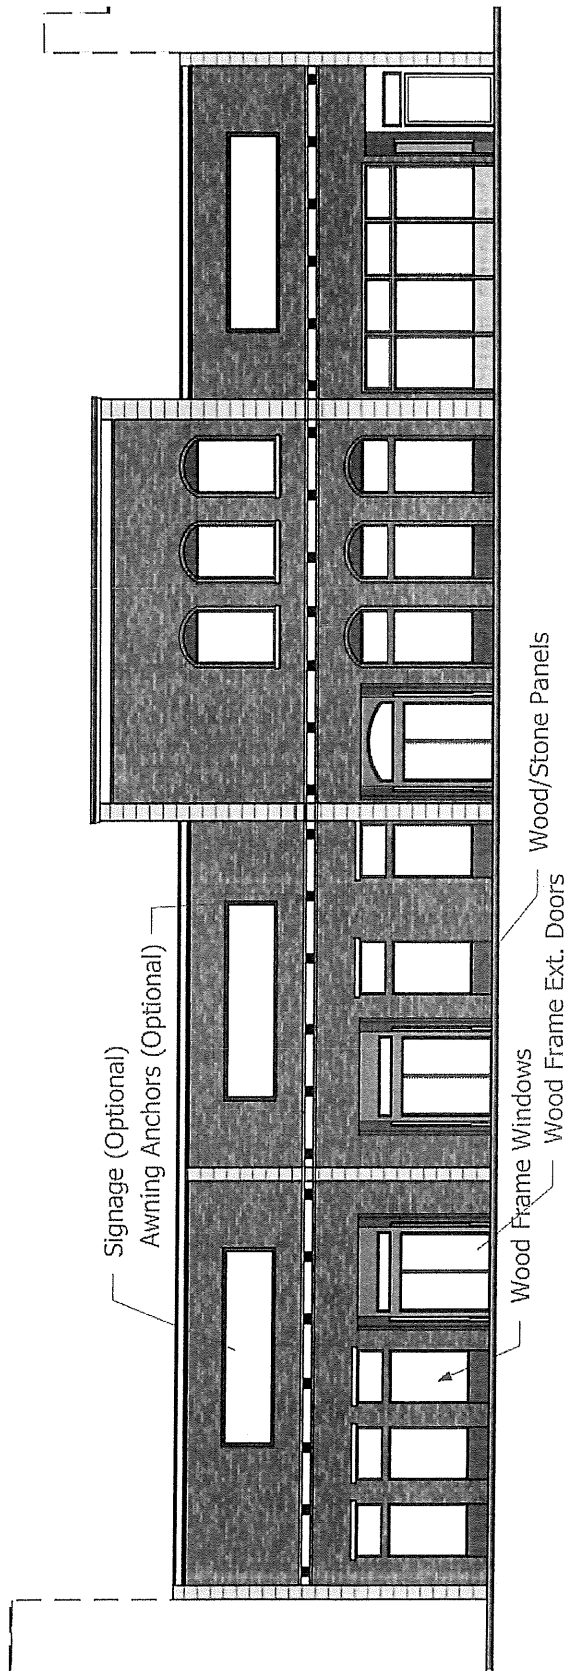 Signage (Optional)
Awning Anchors (Optional)
Wood Frame Windows
Wood Frame Ext. Doors
Wood/Stone Panels